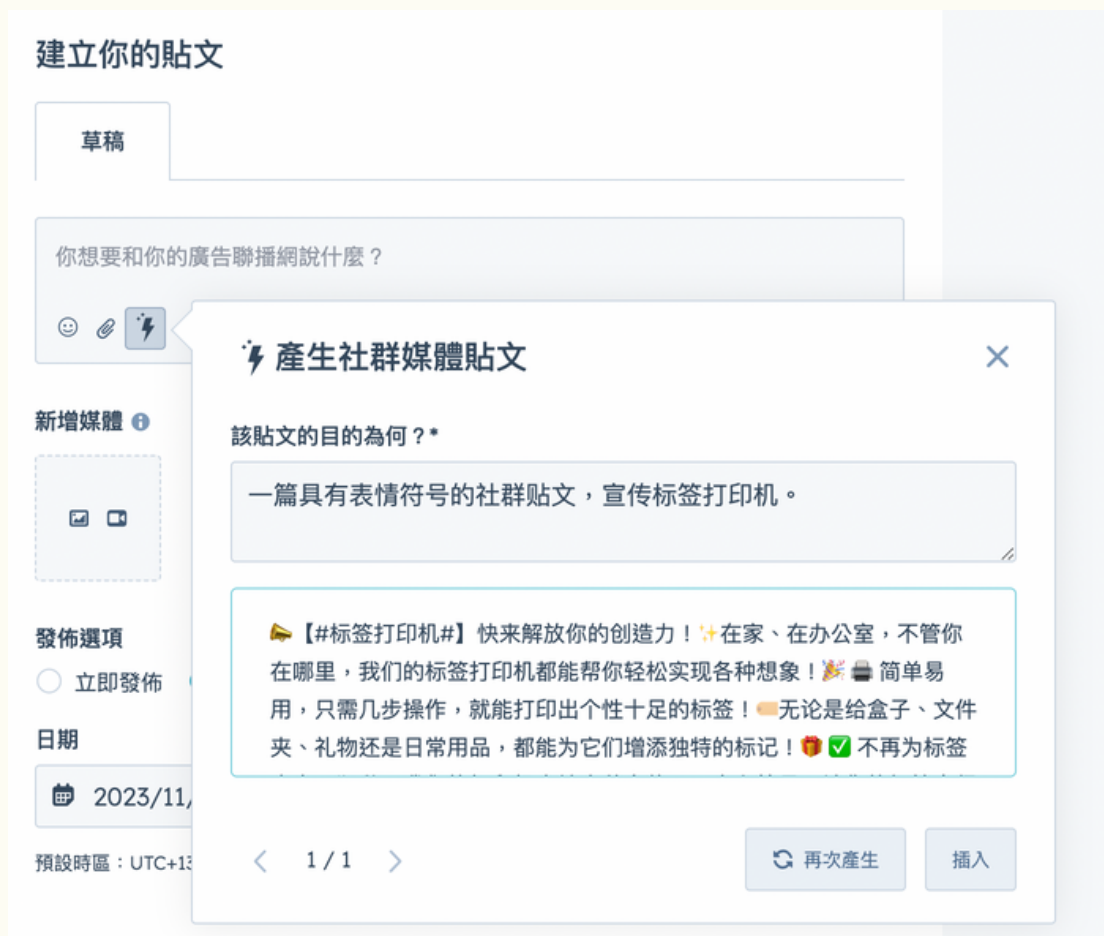 建立你的貼文
草稿
你想要和你的廣告聯播網說什麼？
產生社群媒體貼文
新增媒體
該貼文的目的為何？*
一篇具有表情符号的社群贴文，宣传标签打印机。
📣【#标签打印机#】快来解放你的创造力！✨在家、在办公室，不管你
在哪里，我们的标签打印机都能帮你轻松实现各种想象！🎉🖨️ 简单易
用，只需几步操作，就能打印出个性十足的标签！🏷️无论是给盒子、文件
夹、礼物还是日常用品，都能为它们增添独特的标记！🎁✅ 不再为标签
發佈選項
立即發佈
日期
2023/11/
預設時區：UTC+13
1 / 1
再次產生
插入